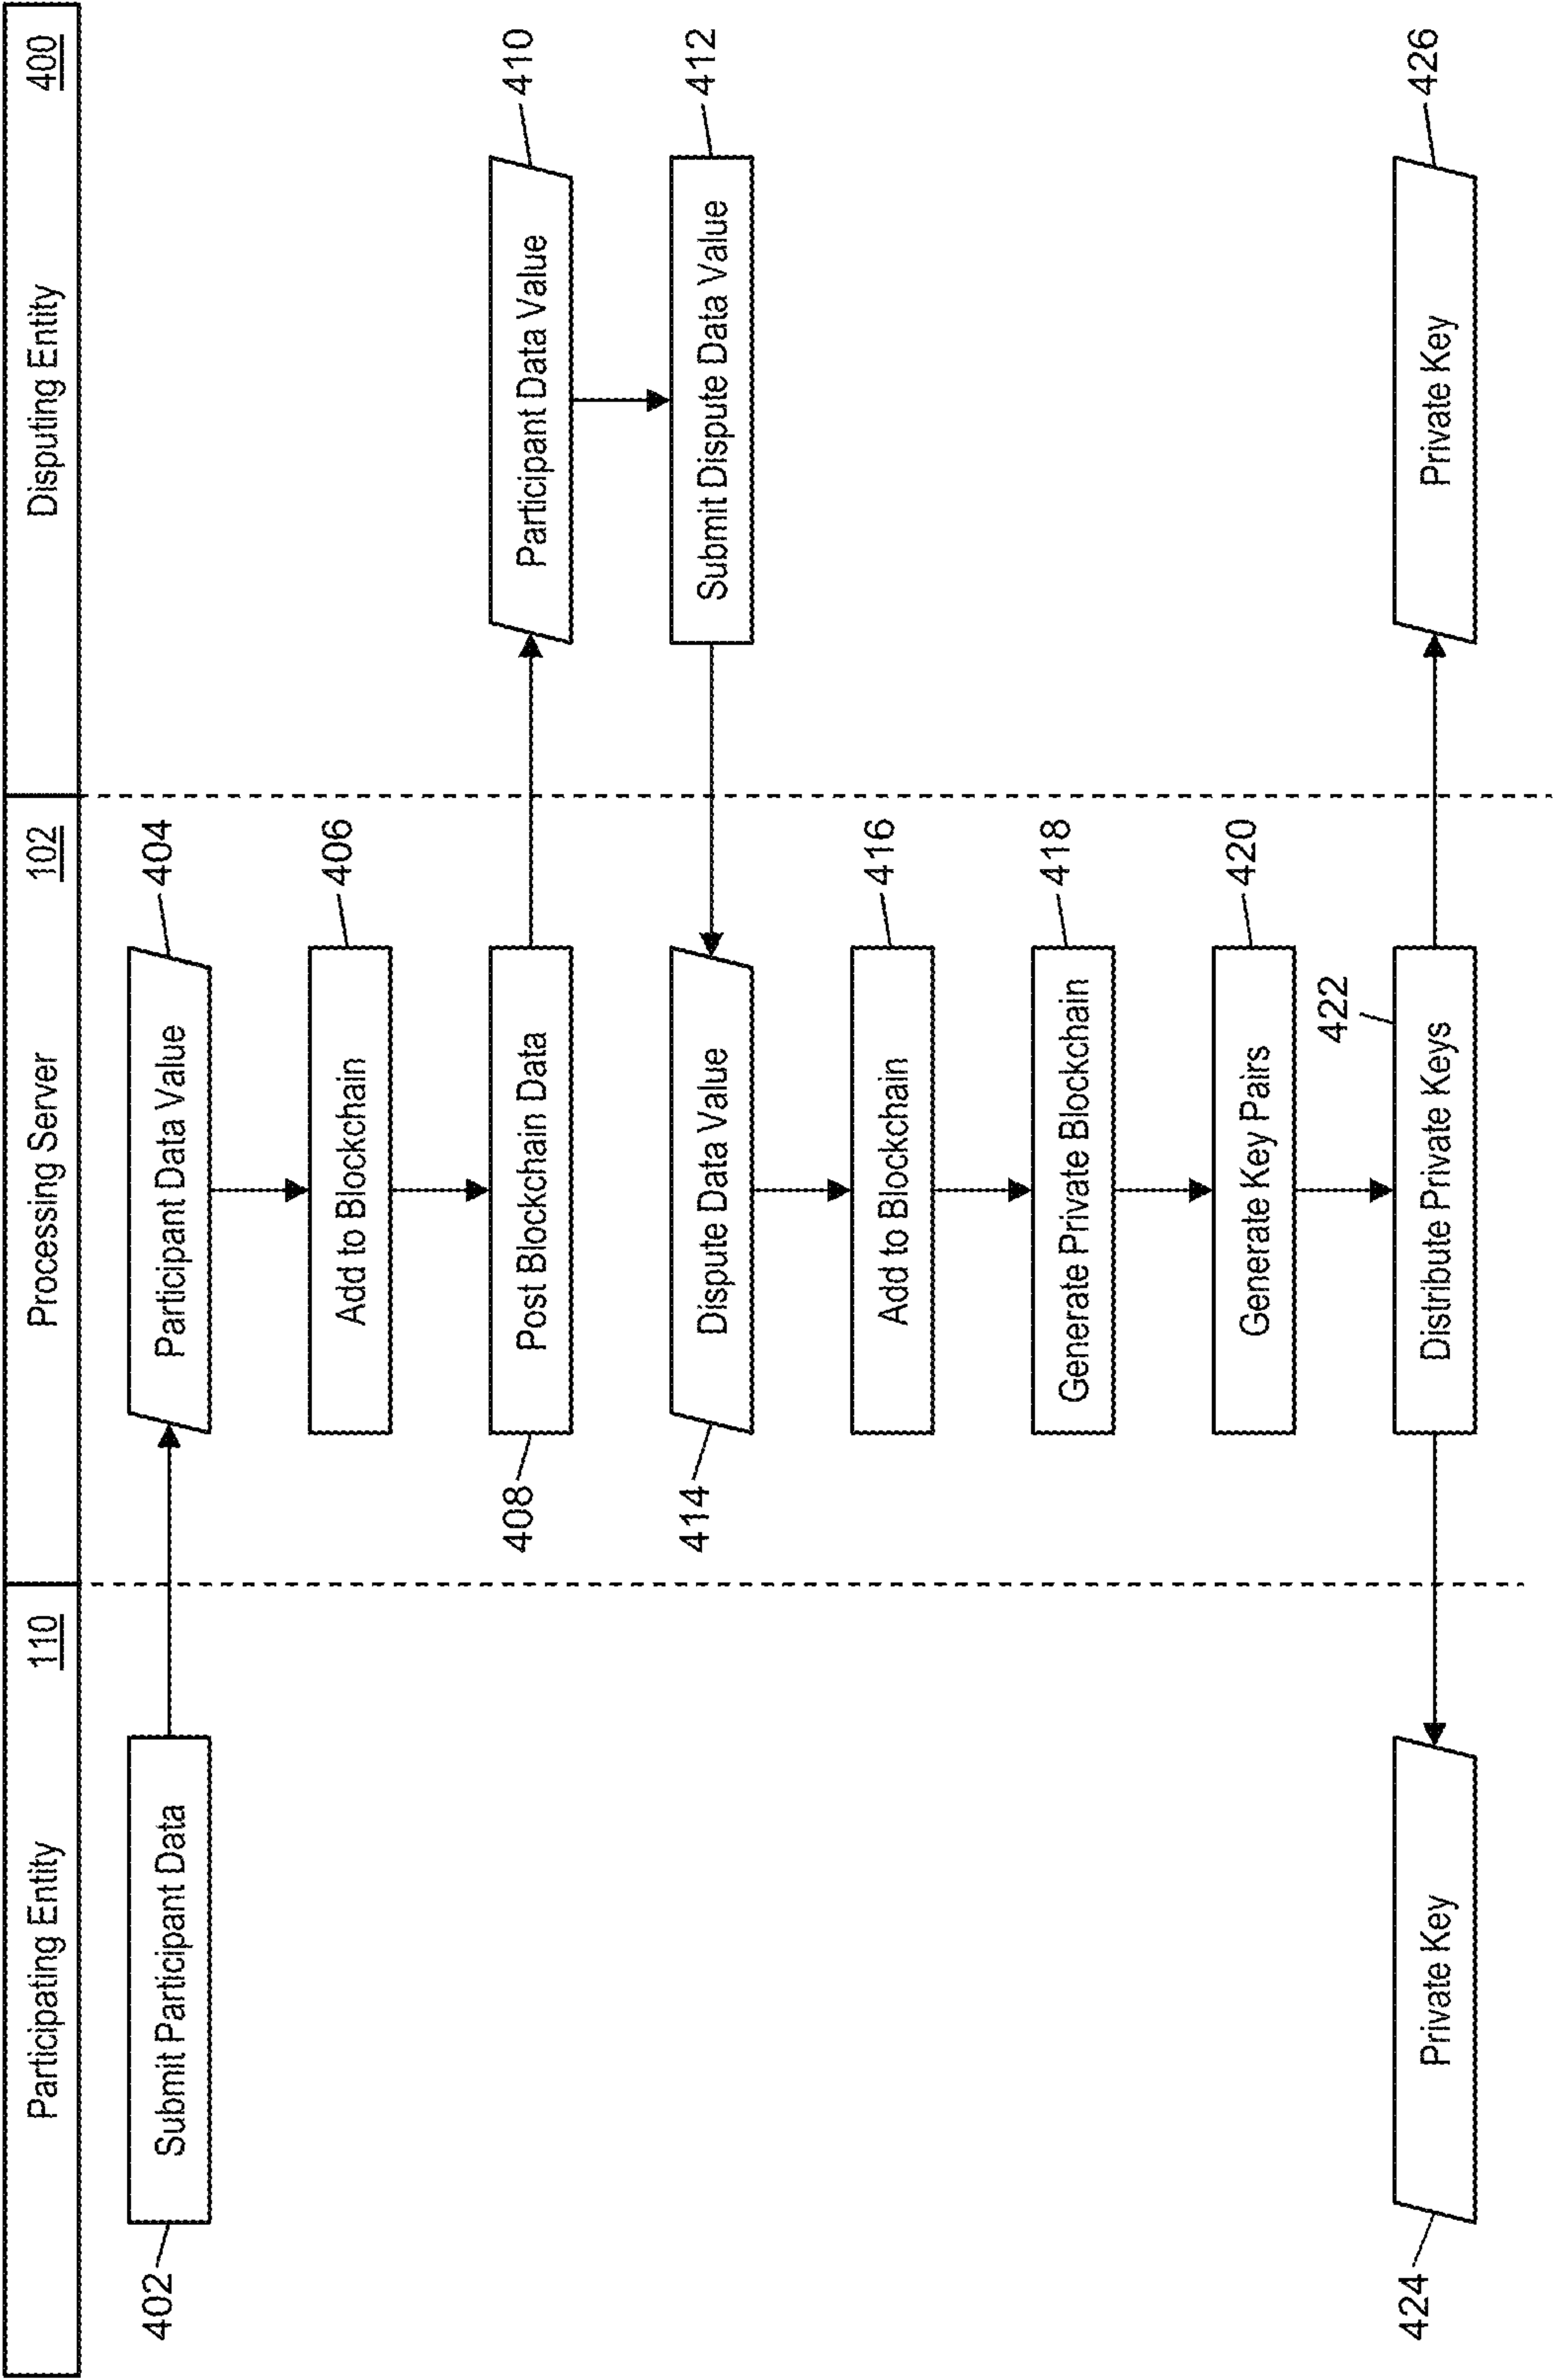 Participating Entity 110
Processing Server 102
Disputing Entity 400
402
Submit Participant Data
404
Participant Data Value
406
Add to Blockchain
408
Post Blockchain Data
410
Participant Data Value
412
Submit Dispute Data Value
414
Dispute Data Value
416
Add to Blockchain
418
Generate Private Blockchain
420
Generate Key Pairs
422
Distribute Private Keys
424
Private Key
426
Private Key